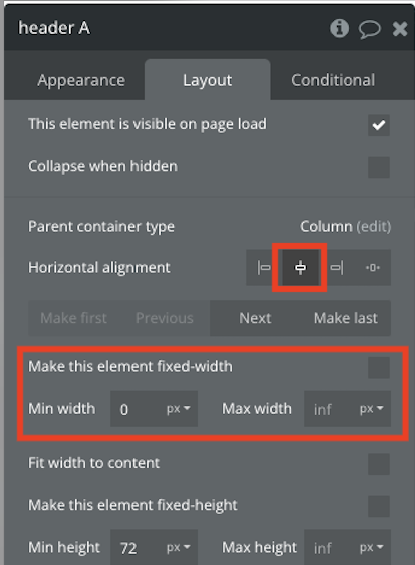 header A
Appearance Layout Conditional
This element is visible on page load
Collapse when hidden
Parent container type Column (edit)
Horizontal alignment
Make first Previous Next Make last
Make this element fixed-width
Min width 0 px Max width inf px
Fit width to content
Make this element fixed-height
Min height 72 px Max height inf px